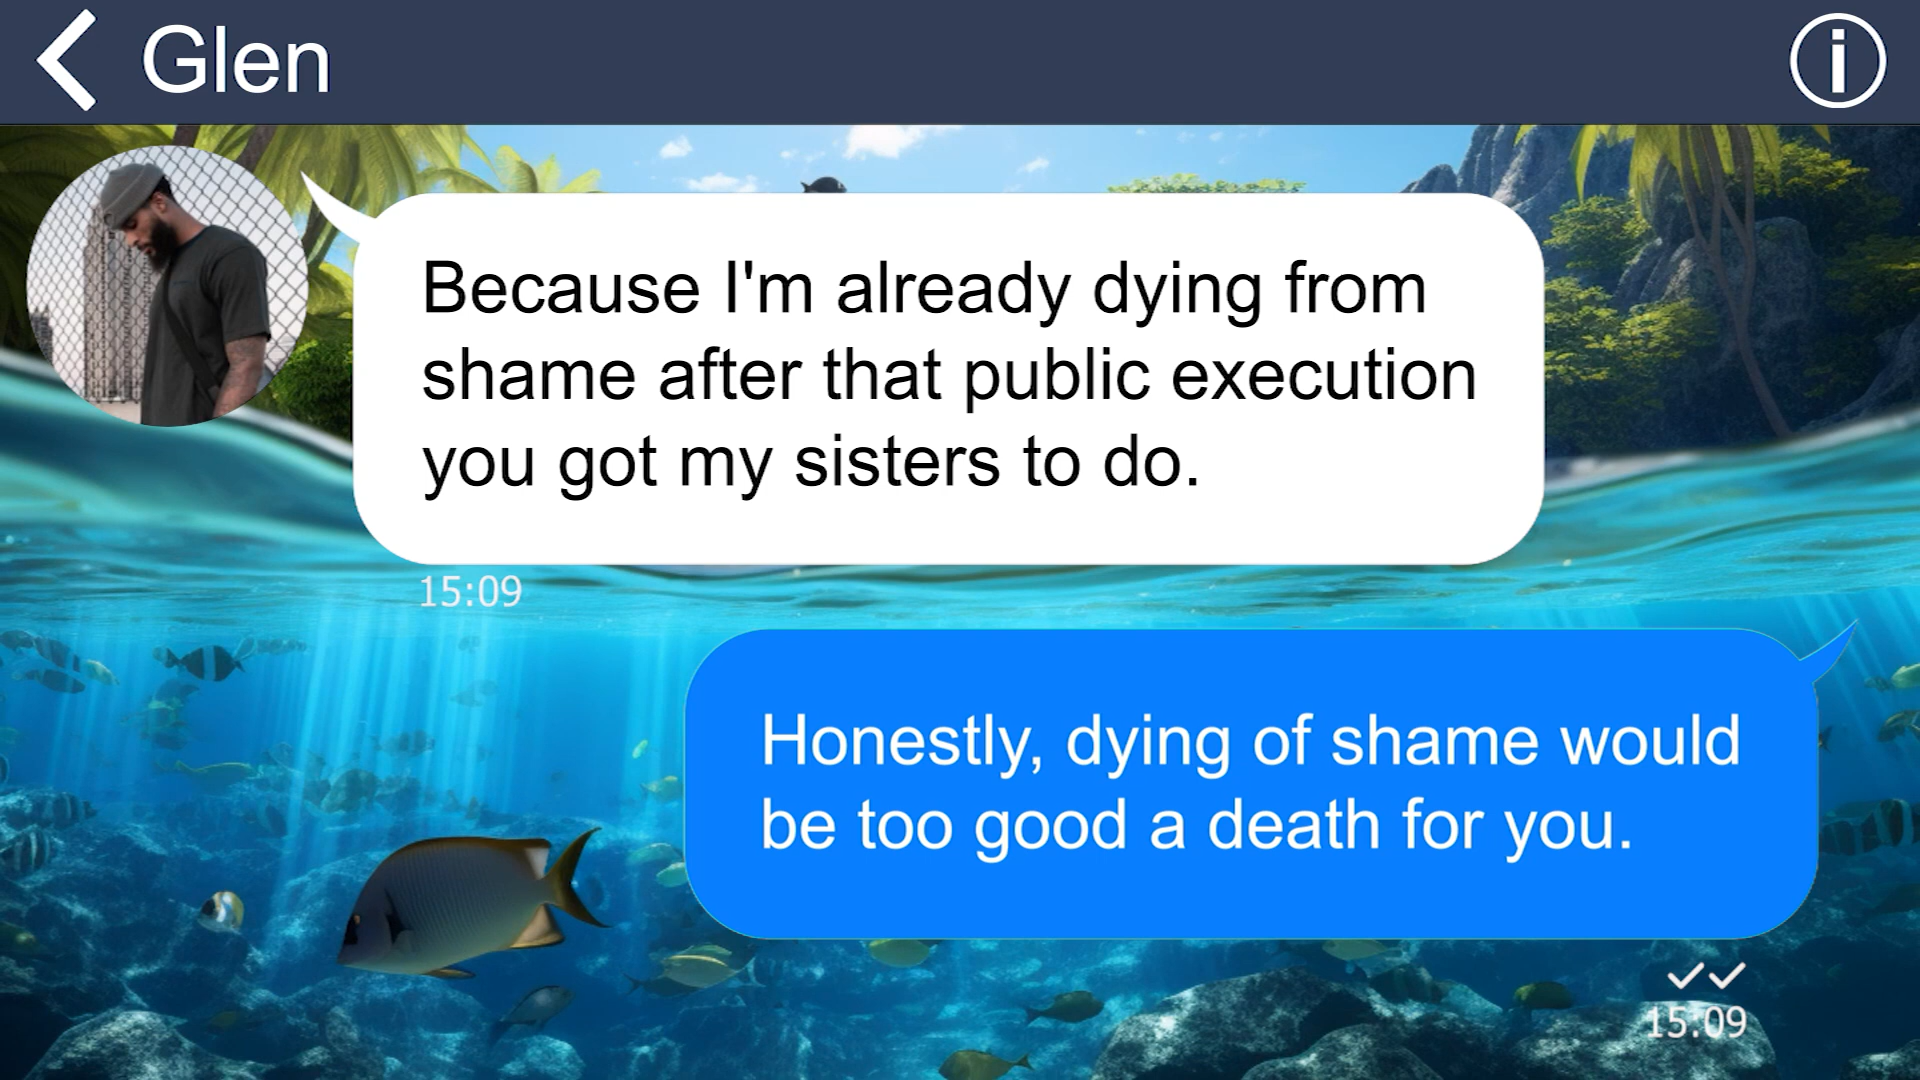 Glen
Because I'm already dying from
shame after that public execution
you got my sisters to do.
15:09
Honestly, dying of shame would
be too good a death for you.
15:09